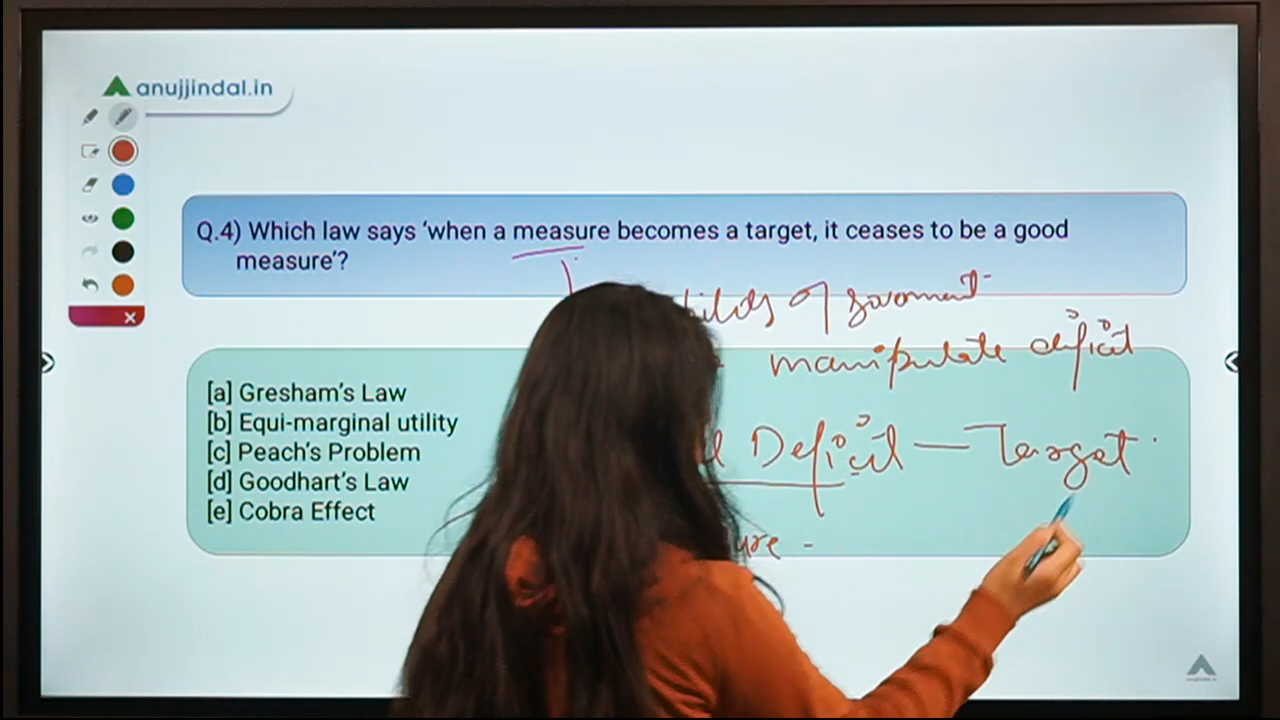 anujjindal.in
Q.4) Which law says ‘when a measure becomes a target, it ceases to be a good
measure’?
of
manipulate deficit
[a] Gresham’s Law
[b] Equi-marginal utility
Deficit — Target
[c] Peach’s Problem
[d] Goodhart’s Law
[e] Cobra Effect